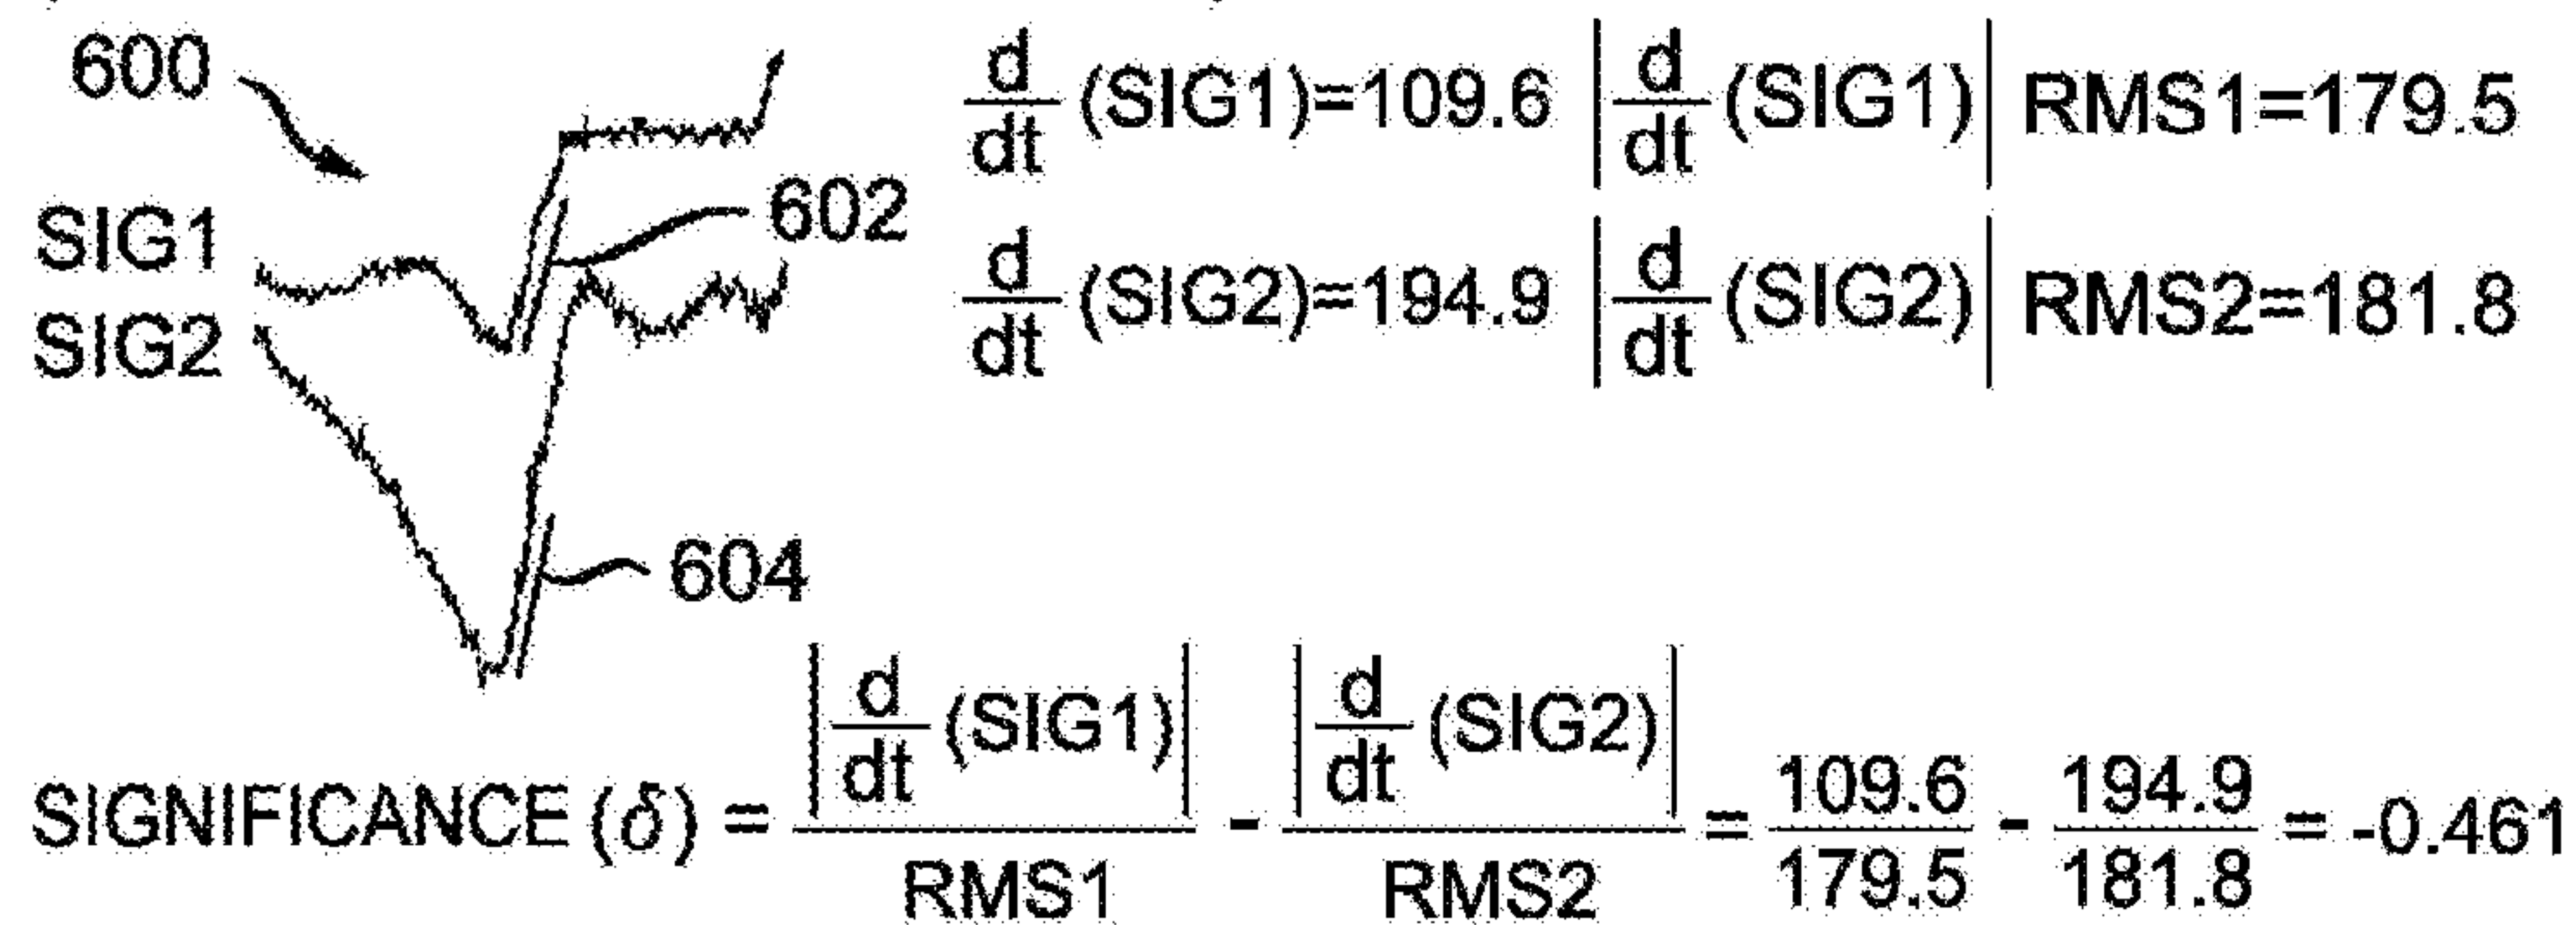 600
d/dt (SIG1)=109.6 |d/dt (SIG1)| RMS1=179.5
SIG1
602
SIG2
d/dt (SIG2)=194.9 |d/dt (SIG2)| RMS2=181.8
604
SIGNIFICANCE (δ) = |d/dt (SIG1)|/RMS1 - |d/dt (SIG2)|/RMS2 = 109.6/179.5 - 194.9/181.8 = -0.461